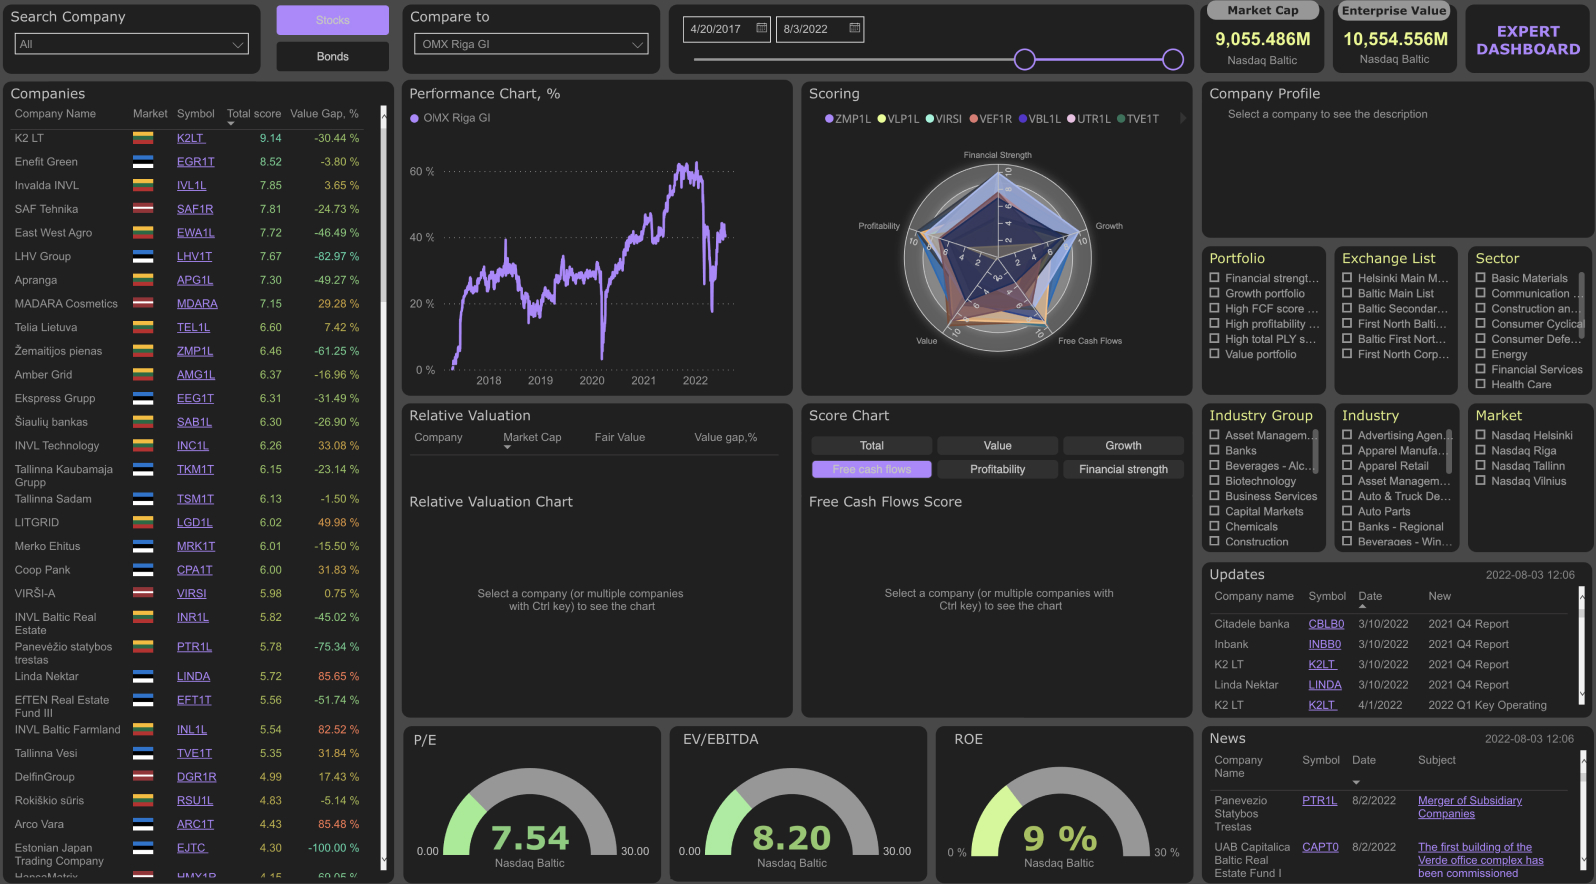 Search Company
All
Stocks
Bonds
Compare to
OMX Riga GI
4/20/2017
8/3/2022
Market Cap
9,055.486M
Nasdaq Baltic
Enterprise Value
10,554.556M
Nasdaq Baltic
EXPERT
DASHBOARD
Companies
Company Name Market Symbol Total score Value Gap, %
K2 LT K2LT 9.14 -30.44 %
Enefit Green EGR1T 8.52 -3.80 %
Invalda INVL IVL1L 7.85 3.65 %
SAF Tehnika SAF1R 7.81 -24.73 %
East West Agro EWA1L 7.72 -46.49 %
LHV Group LHV1T 7.67 -82.97 %
Apranga APG1L 7.30 -49.27 %
MADARA Cosmetics MDARA 7.15 29.28 %
Telia Lietuva TEL1L 6.60 7.42 %
Žemaitijos pienas ZMP1L 6.46 -61.25 %
Amber Grid AMG1L 6.37 -16.96 %
Ekspress Grupp EEG1T 6.31 -31.49 %
Šiaulių bankas SAB1L 6.30 -26.90 %
INVL Technology INC1L 6.26 33.08 %
Tallinna Kaubamaja
Grupp TKM1T 6.15 -23.14 %
Tallinna Sadam TSM1T 6.13 -1.50 %
LITGRID LGD1L 6.02 49.98 %
Merko Ehitus MRK1T 6.01 -15.50 %
Coop Pank CPA1T 6.00 31.83 %
VIRŠI-A VIRSI 5.98 0.75 %
INVL Baltic Real
Estate INR1L 5.82 -45.02 %
Panevėžio statybos
trestas PTR1L 5.78 -75.34 %
Linda Nektar LINDA 5.72 85.65 %
EfTEN Real Estate
Fund III EFT1T 5.56 -51.74 %
INVL Baltic Farmland INL1L 5.54 82.52 %
Tallinna Vesi TVE1T 5.35 31.84 %
DelfinGroup DGR1R 4.99 17.43 %
Rokiškio sūris RSU1L 4.83 -5.14 %
Arco Vara ARC1T 4.43 85.48 %
Estonian Japan
Trading Company EJTC 4.30 -100.00 %
HansaMatrix HMX1R 4.15
Performance Chart, %
OMX Riga GI
60 %
40 %
20 %
0 %
2018 2019 2020 2021 2022
Scoring
ZMP1L VLP1L VIRSI VEF1R VBL1L UTR1L TVE1T
Financial Strength
Growth
Free Cash Flows
Value
Profitability
10 8 6 4 2
2 4 6 10
2 4 6 10
2 4 6 10
10 8 6
Relative Valuation
Company Market Cap Fair Value Value gap,%
Relative Valuation Chart
Select a company (or multiple companies
with Ctrl key) to see the chart
Score Chart
Total Value Growth
Free cash flows Profitability Financial strength
Free Cash Flows Score
Select a company (or multiple companies with
Ctrl key) to see the chart
P/E
7.54
0.00 30.00
Nasdaq Baltic
EV/EBITDA
8.20
0.00 30.00
Nasdaq Baltic
ROE
9 %
0 % 30 %
Nasdaq Baltic
Company Profile
Select a company to see the description
Portfolio
Financial strengt...
Growth portfolio
High FCF score ...
High profitability ...
High total PLY s...
Value portfolio
Exchange List
Helsinki Main M...
Baltic Main List
Baltic Secondar...
First North Balti...
Baltic First Nort...
First North Corp...
Sector
Basic Materials
Communication ...
Construction an...
Consumer Cyclical
Consumer Defe...
Energy
Financial Services
Health Care
Industry Group
Asset Managem...
Banks
Beverages - Alc...
Biotechnology
Business Services
Capital Markets
Chemicals
Construction
Industry
Advertising Agen...
Apparel Manufa...
Apparel Retail
Asset Managem...
Auto & Truck De...
Auto Parts
Banks - Regional
Beverages - Win...
Market
Nasdaq Helsinki
Nasdaq Riga
Nasdaq Tallinn
Nasdaq Vilnius
Updates 2022-08-03 12:06
Company name Symbol Date New
Citadele banka CBLB0 3/10/2022 2021 Q4 Report
Inbank INBB0 3/10/2022 2021 Q4 Report
K2 LT K2LT 3/10/2022 2021 Q4 Report
Linda Nektar LINDA 3/10/2022 2021 Q4 Report
K2 LT K2LT 4/1/2022 2022 Q1 Key Operating
News 2022-08-03 12:06
Company
Name Symbol Date Subject
Panevezio
Statybos
Trestas PTR1L 8/2/2022 Merger of Subsidiary
Companies
UAB Capitalica
Baltic Real
Estate Fund I CAPT0 8/2/2022 The first building of the
Verde office complex has
been commissioned